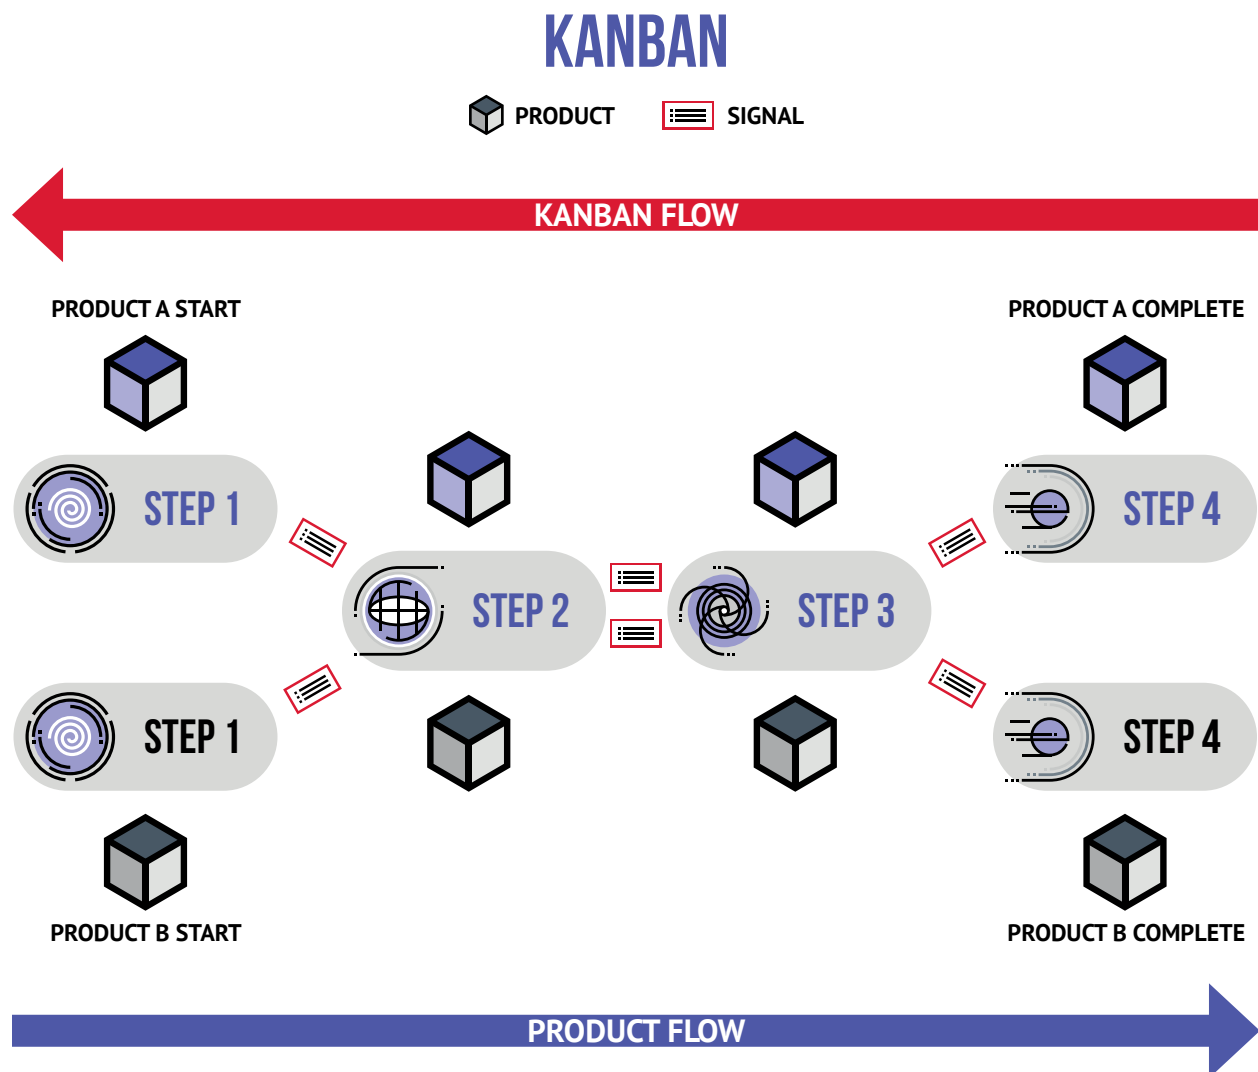 KANBAN
PRODUCT
SIGNAL
KANBAN FLOW
PRODUCT A START
PRODUCT A COMPLETE
STEP 1
STEP 4
STEP 2
STEP 3
STEP 1
STEP 4
PRODUCT B START
PRODUCT B COMPLETE
PRODUCT FLOW